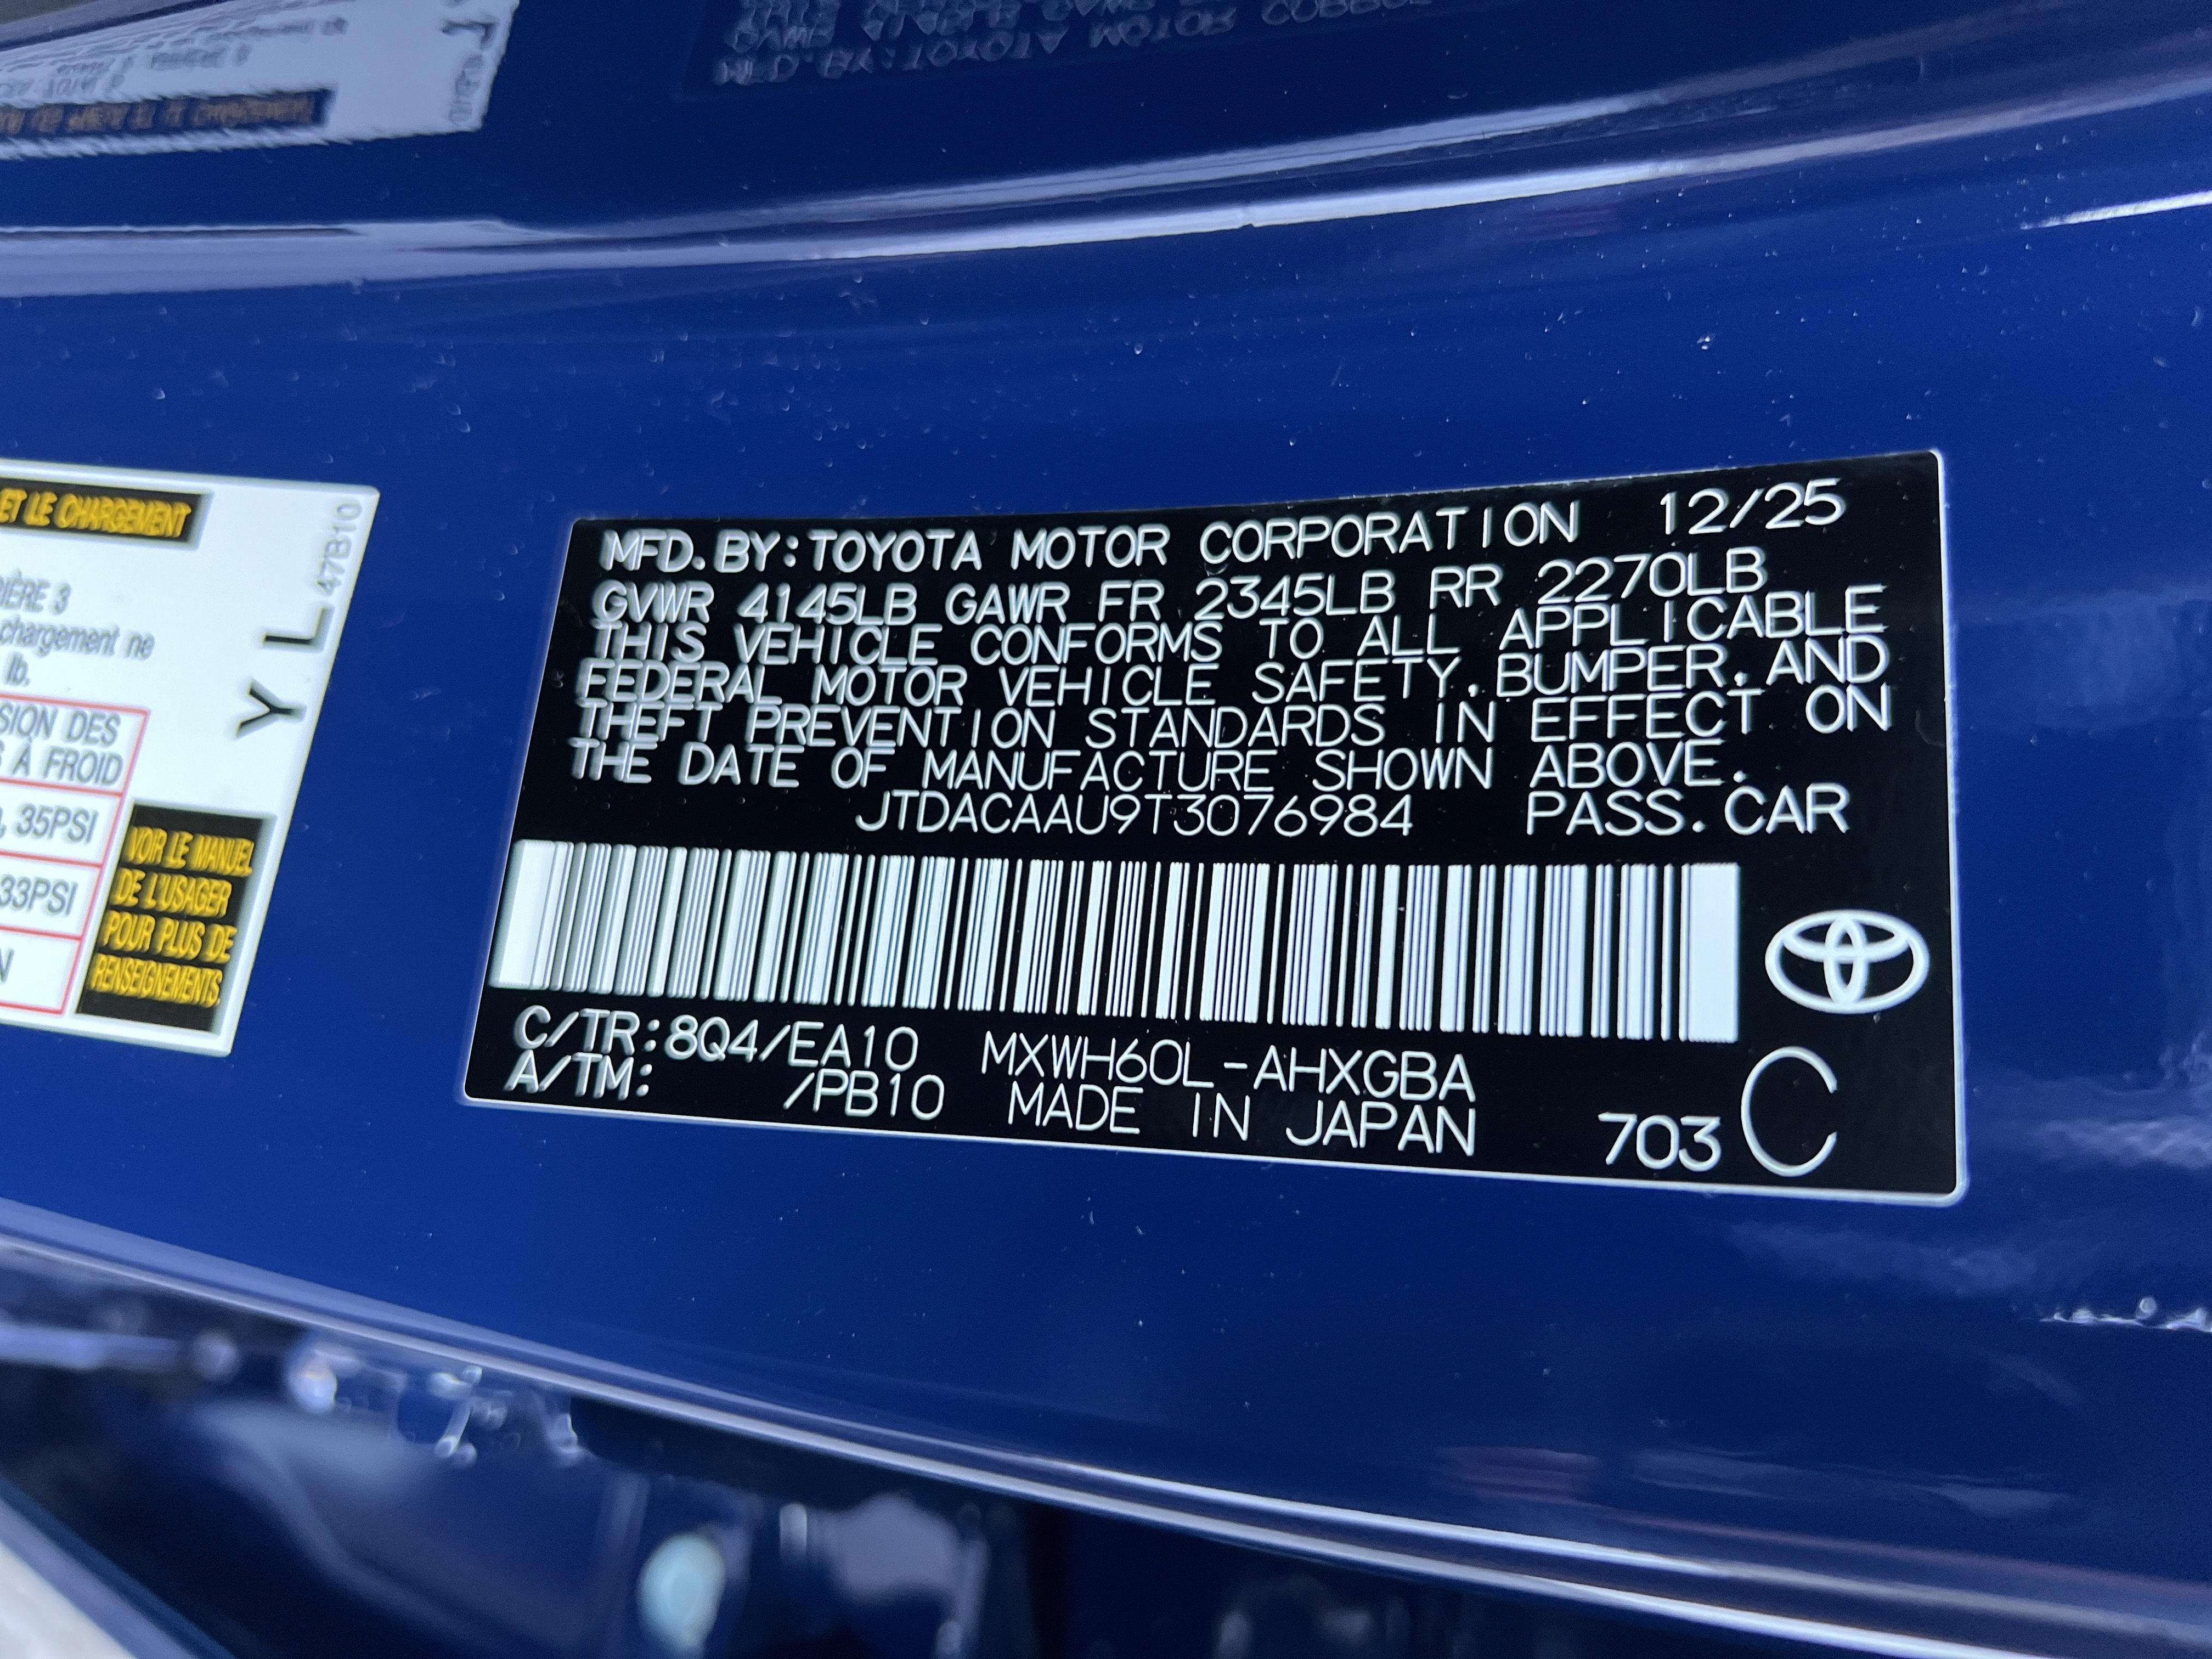 ET LE CHARGEMENT
47B10
Y L
chargement ne
lb.
SION DES
À FROID
35PSI
33PSI
VOIR LE MANUEL
DE L'USAGER
POUR PLUS DE
RENSEIGNEMENTS.
MFD.BY:TOYOTA MOTOR CORPORATION 12/25
GVWR 4145LB GAWR FR 2345LB RR 2270LB
THIS VEHICLE CONFORMS TO ALL APPLICABLE
FEDERAL MOTOR VEHICLE SAFETY,BUMPER,AND
THEFT PREVENTION STANDARDS IN EFFECT ON
THE DATE OF MANUFACTURE SHOWN ABOVE.
JTDACAAU9T3076984 PASS.CAR
C/TR:8Q4/EA10 MXWH60L-AHXGBA
A/TM: /PB10 MADE IN JAPAN 703 C